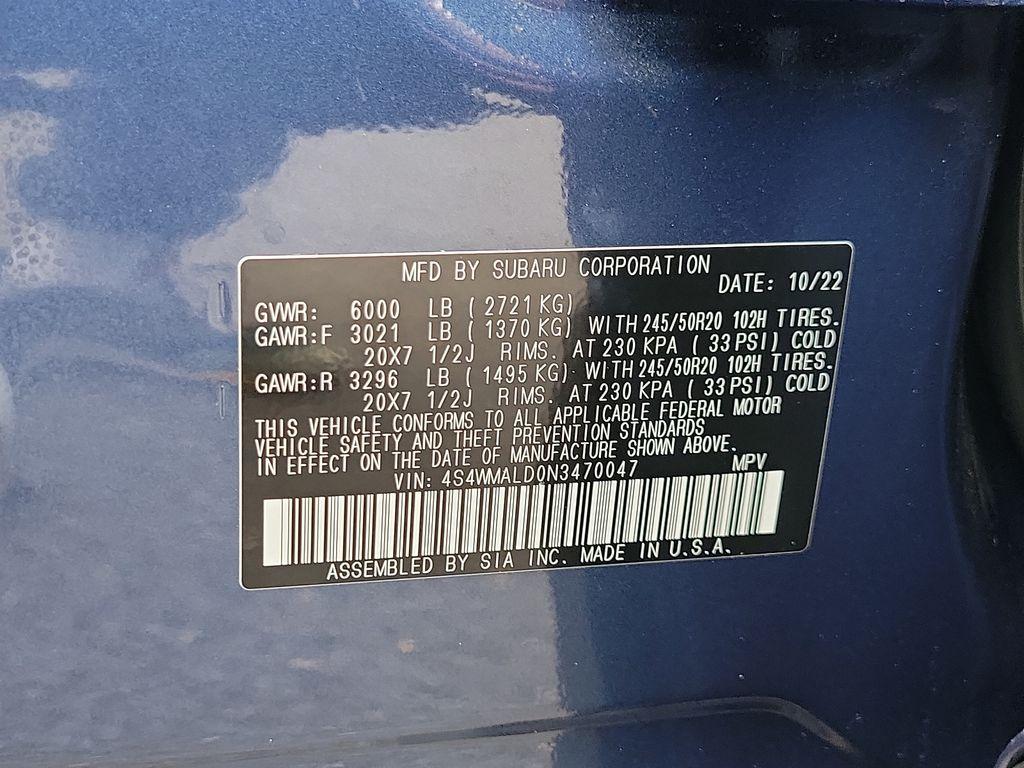 MFD BY SUBARU CORPORATION
DATE: 10/22
GVWR: 6000 LB ( 2721 KG)
GAWR:F 3021 LB ( 1370 KG) WITH 245/50R20 102H TIRES.
20X7 1/2J RIMS. AT 230 KPA ( 33 PSI) COLD
GAWR:R 3296 LB ( 1495 KG) WITH 245/50R20 102H TIRES.
20X7 1/2J RIMS. AT 230 KPA ( 33 PSI) COLD
THIS VEHICLE CONFORMS TO ALL APPLICABLE FEDERAL MOTOR
VEHICLE SAFETY AND THEFT PREVENTION STANDARDS
IN EFFECT ON THE DATE OF MANUFACTURE SHOWN ABOVE.
VIN: 4S4WMALD0N3470047 MPV
ASSEMBLED BY SIA INC. MADE IN U.S.A.